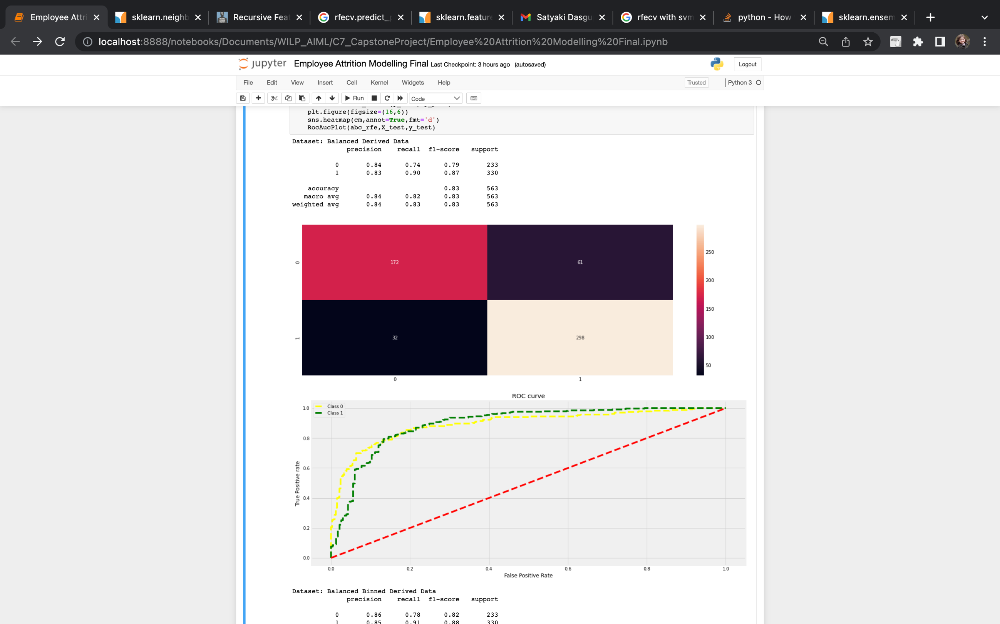 Employee Attri
sklearn.neighb
Recursive Feat
rfecv.predict_p
sklearn.feature
Satyaki Dasgu
rfecv with svm
python - How
sklearn.ensem
localhost:8888/notebooks/Documents/WILP_AIML/C7_CapstoneProject/Employee%20Attrition%20Modelling%20Final.ipynb
jupyter Employee Attrition Modelling Final Last Checkpoint: 3 hours ago (autosaved)
Logout
File Edit View Insert Cell Kernel Widgets Help
Trusted
Python 3
Run
Code
plt.figure(figsize=(16,6))
sns.heatmap(cm,annot=True,fmt='d')
RocAucPlot(abc_rfe,X_test,y_test)
Dataset: Balanced Derived Data
precision recall f1-score support
0 0.84 0.74 0.79 233
1 0.83 0.90 0.87 330
accuracy 0.83 563
macro avg 0.84 0.82 0.83 563
weighted avg 0.84 0.83 0.83 563
0
172
61
1
32
298
0 1
250
200
150
100
50
ROC curve
Class 0
Class 1
True Positive rate
1.0
0.8
0.6
0.4
0.2
0.0
0.0 0.2 0.4 0.6 0.8 1.0
False Positive Rate
Dataset: Balanced Binned Derived Data
precision recall f1-score support
0 0.86 0.78 0.82 233
1 0.85 0.91 0.88 330